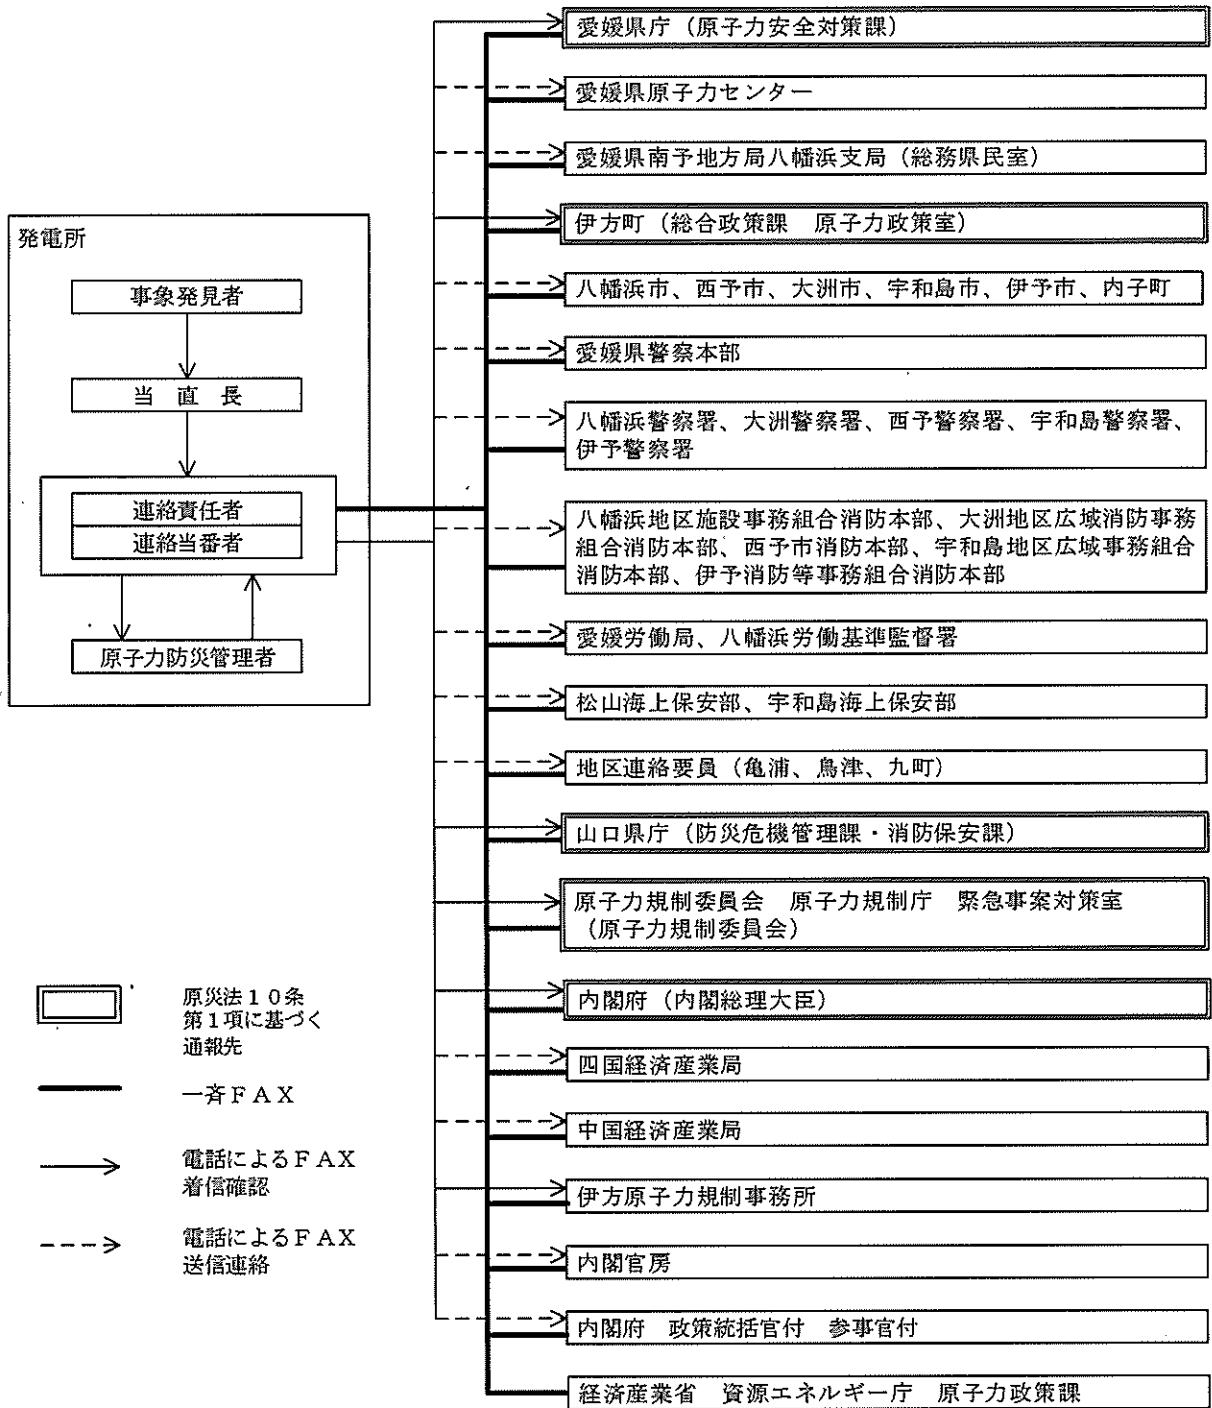 愛媛県庁（原子力安全対策課）
愛媛県原子力センター
愛媛県南予地方局八幡浜支局（総務県民室）
伊方町（総合政策課　原子力政策室）
八幡浜市、西予市、大洲市、宇和島市、伊予市、内子町
愛媛県警察本部
八幡浜警察署、大洲警察署、西予警察署、宇和島警察署、
伊予警察署
八幡浜地区施設事務組合消防本部、大洲地区広域消防事務
組合消防本部、西予市消防本部、宇和島地区広域事務組合
消防本部、伊予消防等事務組合消防本部
愛媛労働局、八幡浜労働基準監督署
松山海上保安部、宇和島海上保安部
地区連絡要員（亀浦、鳥津、九町）
山口県庁（防災危機管理課・消防保安課）
原子力規制委員会　原子力規制庁　緊急事案対策室
（原子力規制委員会）
内閣府（内閣総理大臣）
四国経済産業局
中国経済産業局
伊方原子力規制事務所
内閣官房
内閣府　政策統括官付　参事官付
経済産業省　資源エネルギー庁　原子力政策課
発電所
事象発見者
当　直　長
連絡責任者
連絡当番者
原子力防災管理者
原災法１０条
第１項に基づく
通報先
一斉ＦＡＸ
電話によるＦＡＸ
着信確認
電話によるＦＡＸ
送信連絡